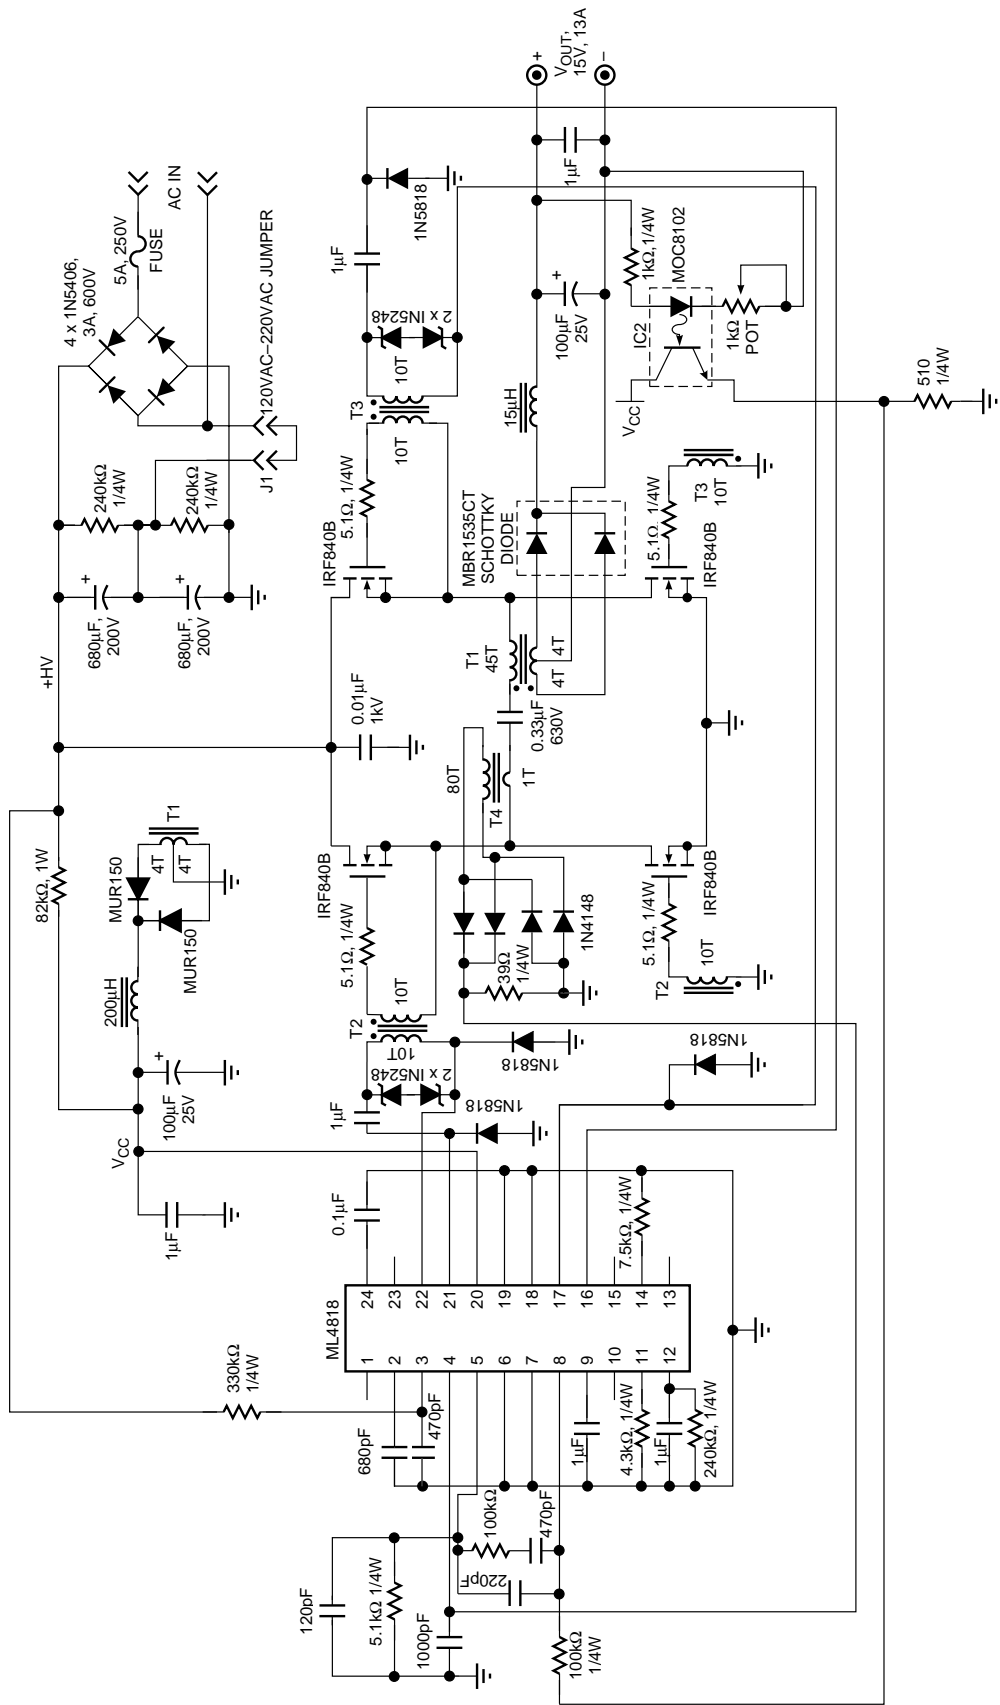 4 x 1N5406,
3A, 600V
5A, 250V
FUSE
AC IN
120VAC–220VAC JUMPER
J1
240kΩ
1/4W
240kΩ
1/4W
+
680µF,
200V
+
680µF,
200V
+HV
82kΩ, 1W
MUR150
MUR150
T1
4T
4T
200µH
+
100µF
25V
VCC
1µF
330kΩ
1/4W
0.01µF
1kV
1µF
1N5818
2 x IN5248
10T
T3
10T
5.1Ω, 1/4W
IRF840B
IRF840B
5.1Ω, 1/4W
10T
T2
10T
2 x IN5248
1µF
1N5818
1N5818
0.1µF
ML4818
1
2
3
4
5
6
7
8
9
10
11
12
24
23
22
21
20
19
18
17
16
15
14
13
7.5kΩ, 1/4W
1N5818
680pF
470pF
1µF
4.3kΩ, 1/4W
1µF
240kΩ, 1/4W
120pF
5.1kΩ 1/4W
1000pF
100kΩ
470pF
220pF
100kΩ
1/4W
39Ω
1/4W
1N4148
80T
T4
1T
0.33µF
630V
T1
45T
4T
4T
MBR1535CT
SCHOTTKY
DIODE
15µH
+
100µF
25V
1µF
+
VOUT,
15V, 13A
–
1kΩ,1/4W
MOC8102
IC2
VCC
1kΩ
POT
510
1/4W
5.1Ω, 1/4W
T3
10T
IRF840B
IRF840B
5.1Ω, 1/4W
T2
10T